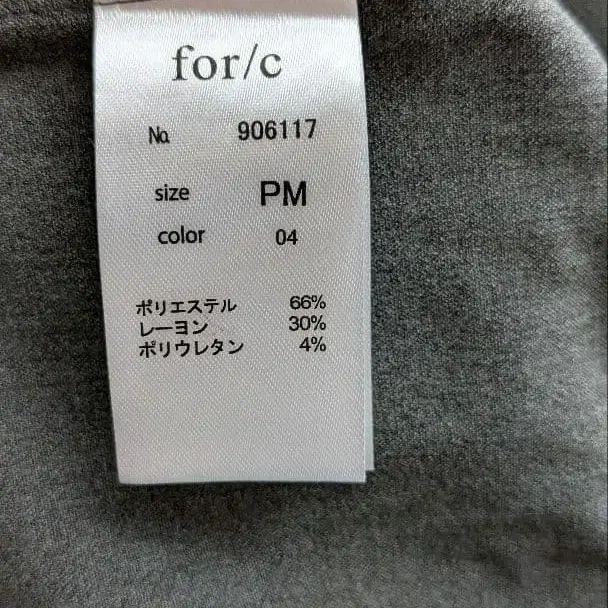 for/c
№ 906117
size PM
color 04
ポリエステル 66%
レーヨン 30%
ポリウレタン 4%